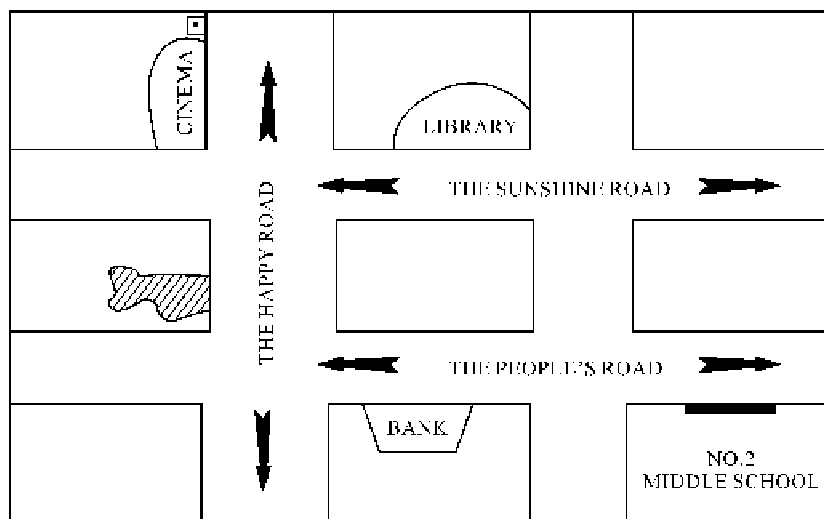 CINEMA
LIBRARY
THE SUNSHINE ROAD
THE HAPPY ROAD
THE PEOPLE'S ROAD
BANK
NO.2
MIDDLE SCHOOL